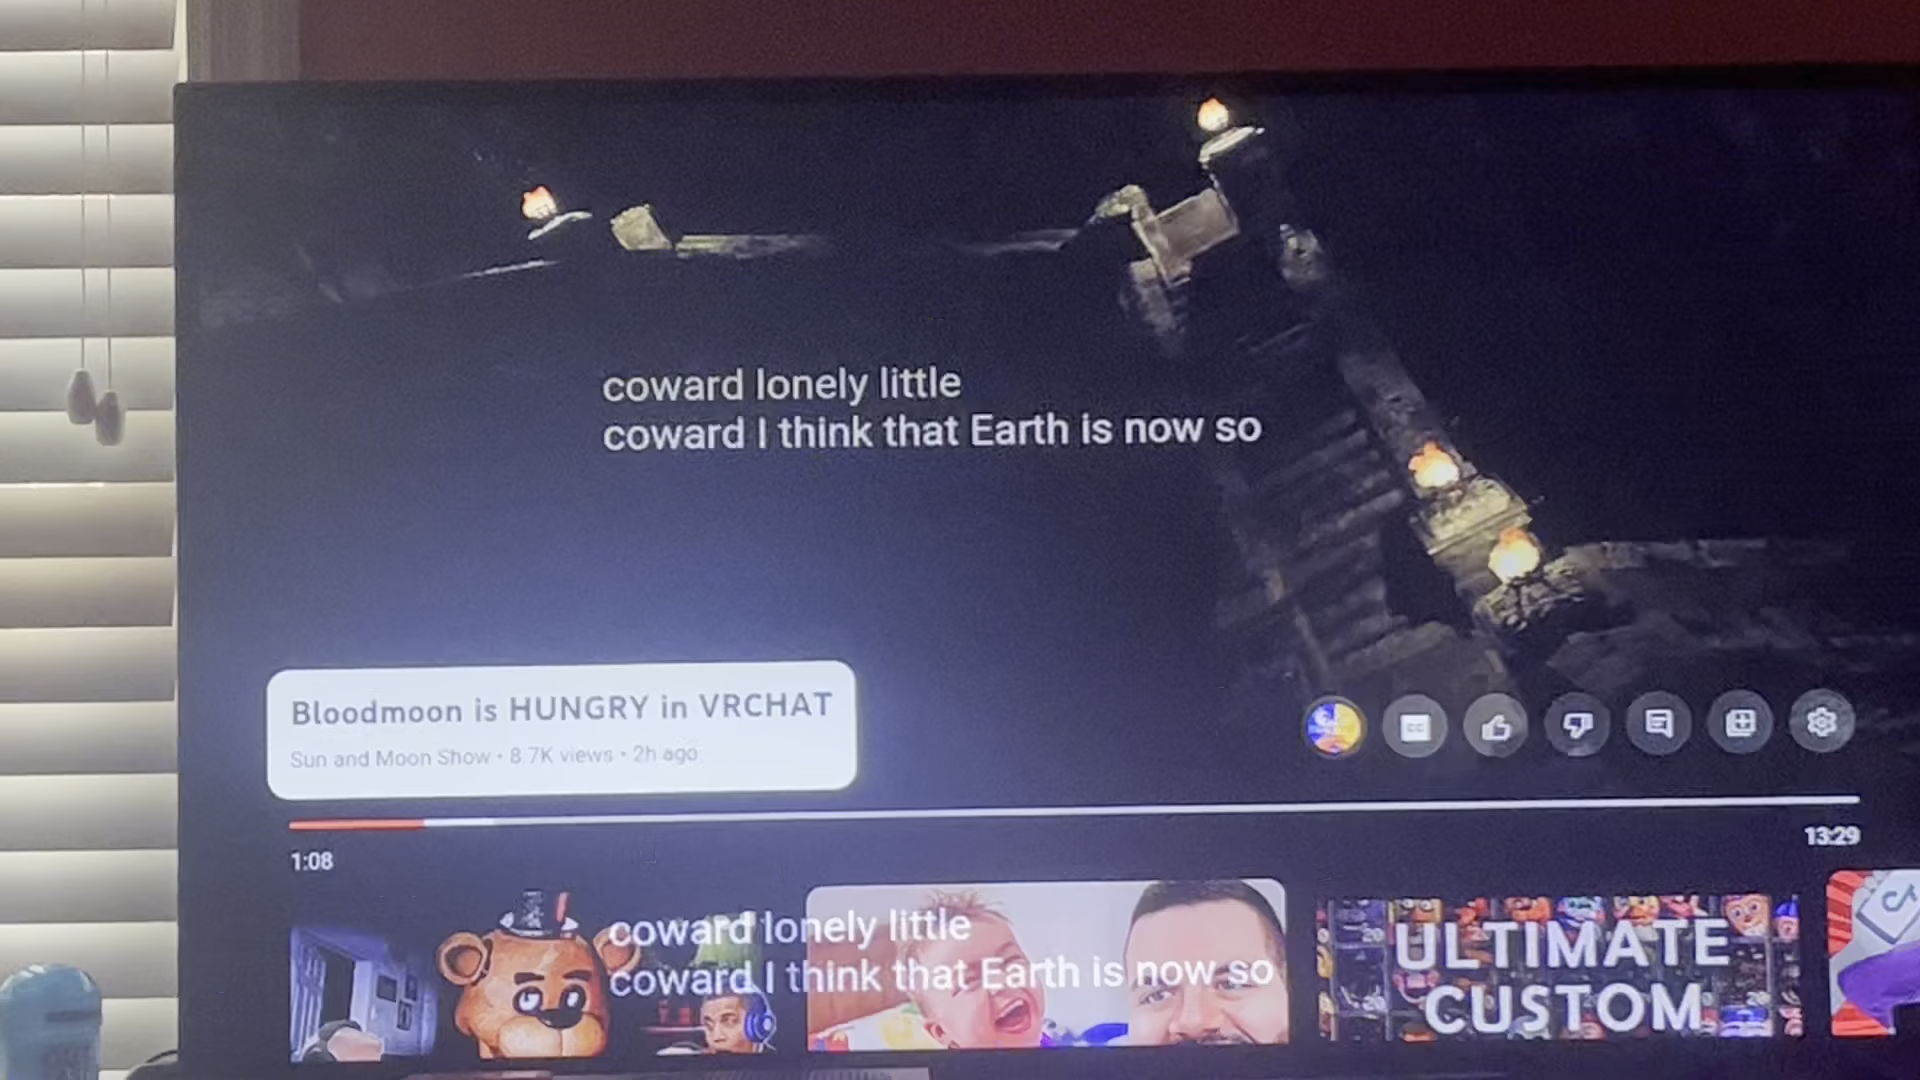 coward lonely little
coward I think that Earth is now so
Bloodmoon is HUNGRY in VRCHAT
Sun and Moon Show • 8.7K views • 2h ago
CC
1:08
13:29
coward lonely little
coward I think that Earth is now so
ULTIMATE
CUSTOM